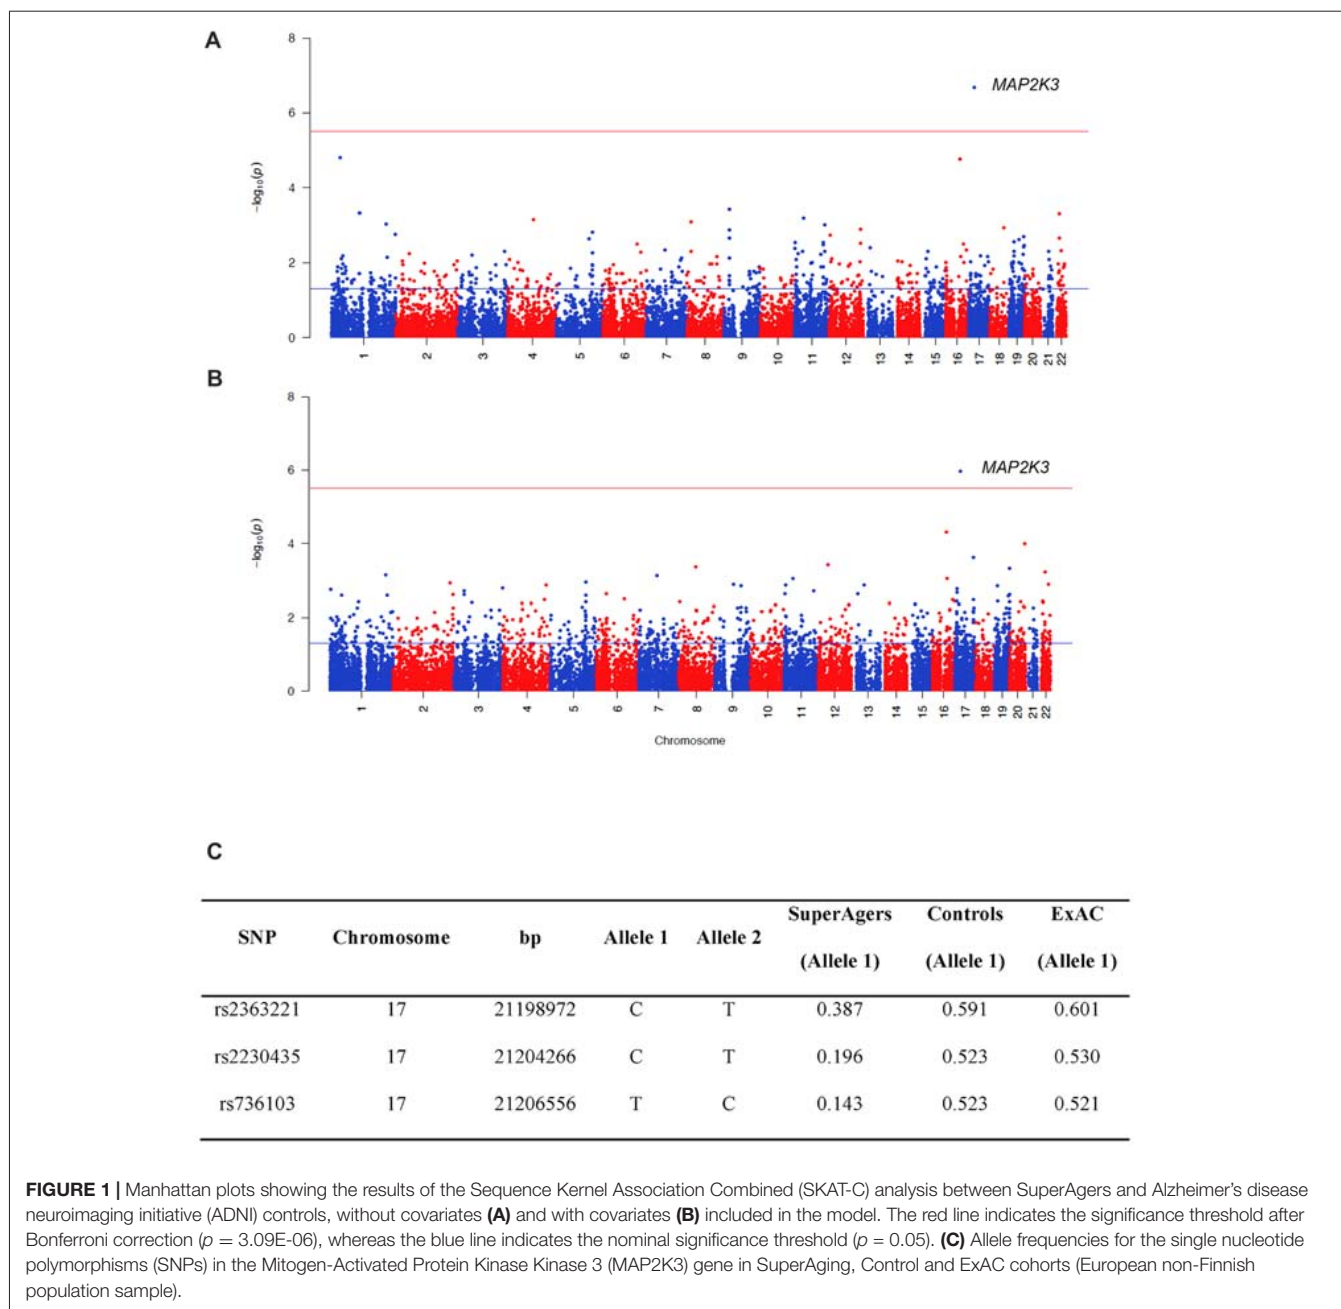 A
8
6
4
2
0
−log₁₀(p)
MAP2K3
1 2 3 4 5 6 7 8 9 10 11 12 13 14 15 16 17 18 19 20 21 22
B
8
6
4
2
0
−log₁₀(p)
MAP2K3
1 2 3 4 5 6 7 8 9 10 11 12 13 14 15 16 17 18 19 20 21 22
Chromosome
C
SNP Chromosome bp Allele 1 Allele 2 SuperAgers (Allele 1) Controls (Allele 1) ExAC (Allele 1)
rs2363221 17 21198972 C T 0.387 0.591 0.601
rs2230435 17 21204266 C T 0.196 0.523 0.530
rs736103 17 21206556 T C 0.143 0.523 0.521
FIGURE 1 | Manhattan plots showing the results of the Sequence Kernel Association Combined (SKAT-C) analysis between SuperAgers and Alzheimer's disease
neuroimaging initiative (ADNI) controls, without covariates (A) and with covariates (B) included in the model. The red line indicates the significance threshold after
Bonferroni correction (p = 3.09E-06), whereas the blue line indicates the nominal significance threshold (p = 0.05). (C) Allele frequencies for the single nucleotide
polymorphisms (SNPs) in the Mitogen-Activated Protein Kinase Kinase 3 (MAP2K3) gene in SuperAging, Control and ExAC cohorts (European non-Finnish
population sample).